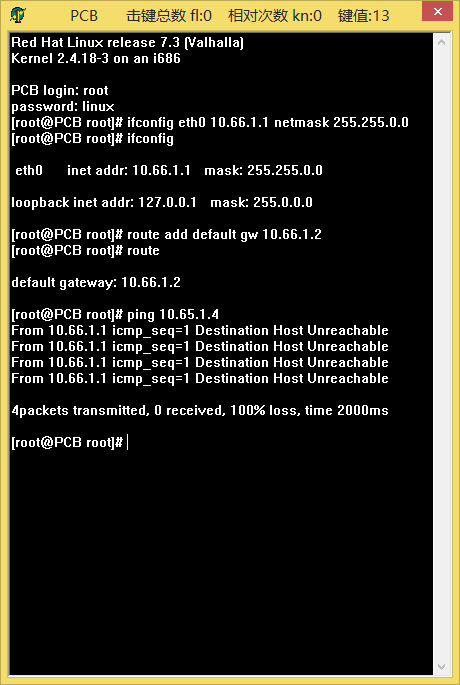 PCB 击键总数 fl:0 相对次数 kn:0 键值:13
Red Hat Linux release 7.3 (Valhalla)
Kernel 2.4.18-3 on an i686
PCB login: root
password: linux
[root@PCB root]# ifconfig eth0 10.66.1.1 netmask 255.255.0.0
[root@PCB root]# ifconfig
eth0 inet addr: 10.66.1.1 mask: 255.255.0.0
loopback inet addr: 127.0.0.1 mask: 255.0.0.0
[root@PCB root]# route add default gw 10.66.1.2
[root@PCB root]# route
default gateway: 10.66.1.2
[root@PCB root]# ping 10.65.1.4
From 10.66.1.1 icmp_seq=1 Destination Host Unreachable
From 10.66.1.1 icmp_seq=1 Destination Host Unreachable
From 10.66.1.1 icmp_seq=1 Destination Host Unreachable
From 10.66.1.1 icmp_seq=1 Destination Host Unreachable
4packets transmitted, 0 received, 100% loss, time 2000ms
[root@PCB root]#